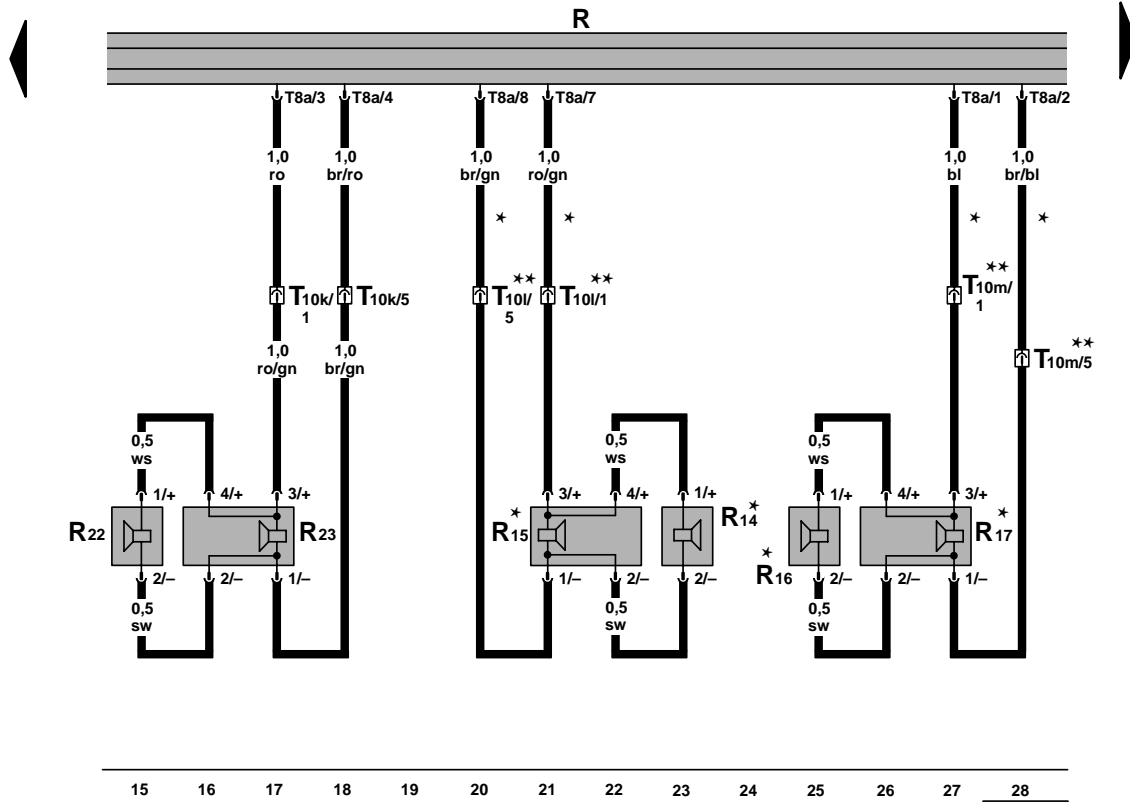 R
T8a/3 T8a/4 T8a/8 T8a/7 T8a/1 T8a/2
1,0 1,0 1,0 1,0 1,0 1,0
ro br/ro br/gn ro/gn bl br/bl
* * * *
** ** **
T10k/ T10k/5 T10l/ T10l/1 T10m/
1 5 1
**
T10m/5
1,0 1,0
ro/gn br/gn
0,5 0,5 0,5
ws ws ws
1/+ 4/+ 3/+ 3/+ 4/+ 1/+ 1/+ 4/+ 3/+
R22 R23 R15* R14* R17*
*R16
2/– 2/– 1/– 1/– 2/– 2/– 2/– 2/– 1/–
0,5 0,5 0,5
sw sw sw
15 16 17 18 19 20 21 22 23 24 25 26 27 28